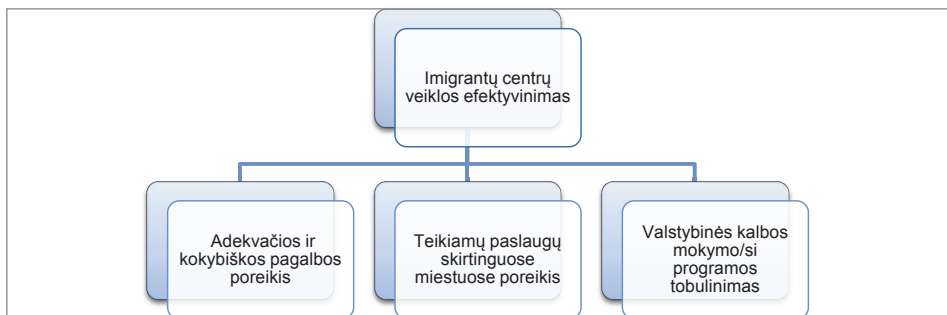 Imigrantų centrų
veiklos efektyvinimas
Adekvačios ir
kokybiškos pagalbos
poreikis
Teikiamų paslaugų
skirtinguose
miestuose poreikis
Valstybinės kalbos
mokymo/si
programos
tobulinimas